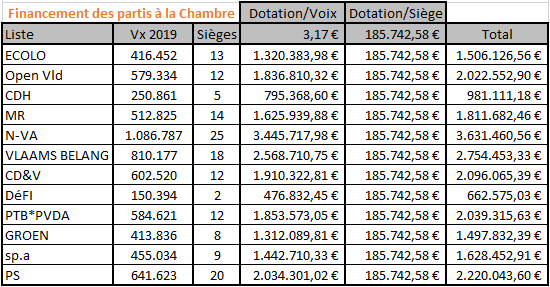 Financement des partis à la Chambre Dotation/Voix Dotation/Siège
Liste Vx 2019 Sièges 3,17 € 185.742,58 € Total
ECOLO 416.452 13 1.320.383,98 € 185.742,58 € 1.506.126,56 €
Open Vld 579.334 12 1.836.810,32 € 185.742,58 € 2.022.552,90 €
CDH 250.861 5 795.368,60 € 185.742,58 € 981.111,18 €
MR 512.825 14 1.625.939,88 € 185.742,58 € 1.811.682,46 €
N-VA 1.086.787 25 3.445.717,98 € 185.742,58 € 3.631.460,56 €
VLAAMS BELANG 810.177 18 2.568.710,75 € 185.742,58 € 2.754.453,33 €
CD&V 602.520 12 1.910.322,81 € 185.742,58 € 2.096.065,39 €
DéFI 150.394 2 476.832,45 € 185.742,58 € 662.575,03 €
PTB*PVDA 584.621 12 1.853.573,05 € 185.742,58 € 2.039.315,63 €
GROEN 413.836 8 1.312.089,81 € 185.742,58 € 1.497.832,39 €
sp.a 455.034 9 1.442.710,33 € 185.742,58 € 1.628.452,91 €
PS 641.623 20 2.034.301,02 € 185.742,58 € 2.220.043,60 €